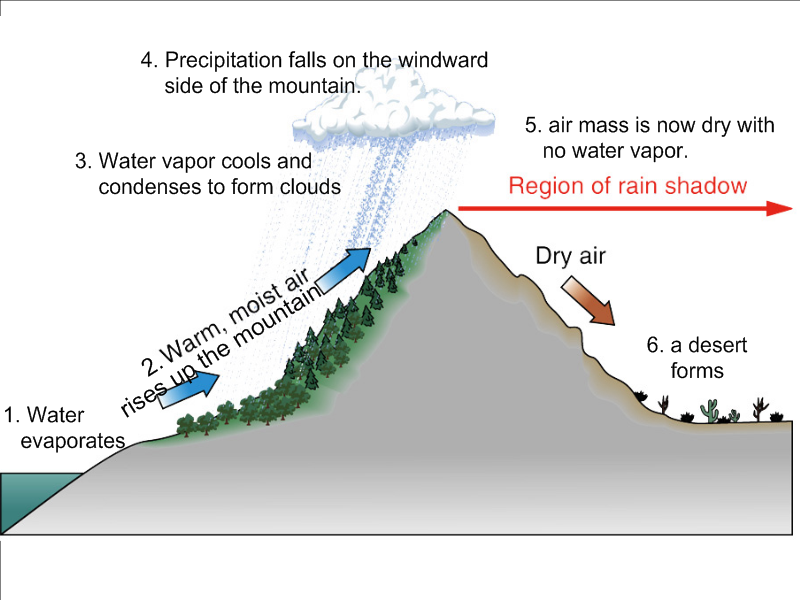 4. Precipitation falls on the windward
side of the mountain.
5. air mass is now dry with
no water vapor.
3. Water vapor cools and
condenses to form clouds
Region of rain shadow
Dry air
2. Warm, moist air
rises up the mountain
6. a desert
forms
1. Water
evaporates